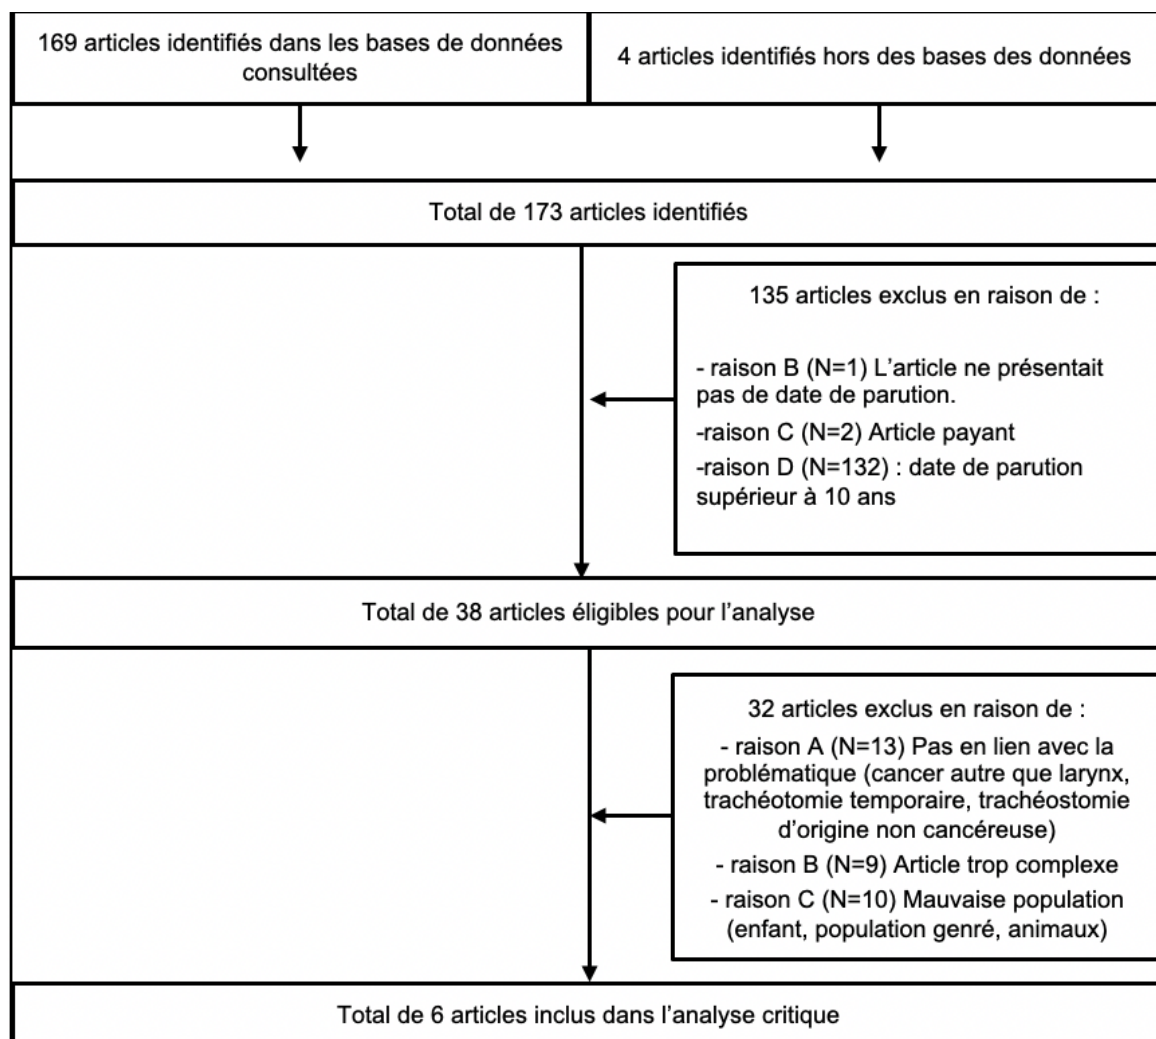 169 articles identifiés dans les bases de données
consultées
4 articles identifiés hors des bases des données
Total de 173 articles identifiés
135 articles exclus en raison de :
- raison B (N=1) L’article ne présentait
pas de date de parution.
-raison C (N=2) Article payant
-raison D (N=132) : date de parution
supérieur à 10 ans
Total de 38 articles éligibles pour l’analyse
32 articles exclus en raison de :
- raison A (N=13) Pas en lien avec la
problématique (cancer autre que larynx,
trachéotomie temporaire, trachéostomie
d'origine non cancéreuse)
- raison B (N=9) Article trop complexe
- raison C (N=10) Mauvaise population
(enfant, population genré, animaux)
Total de 6 articles inclus dans l’analyse critique